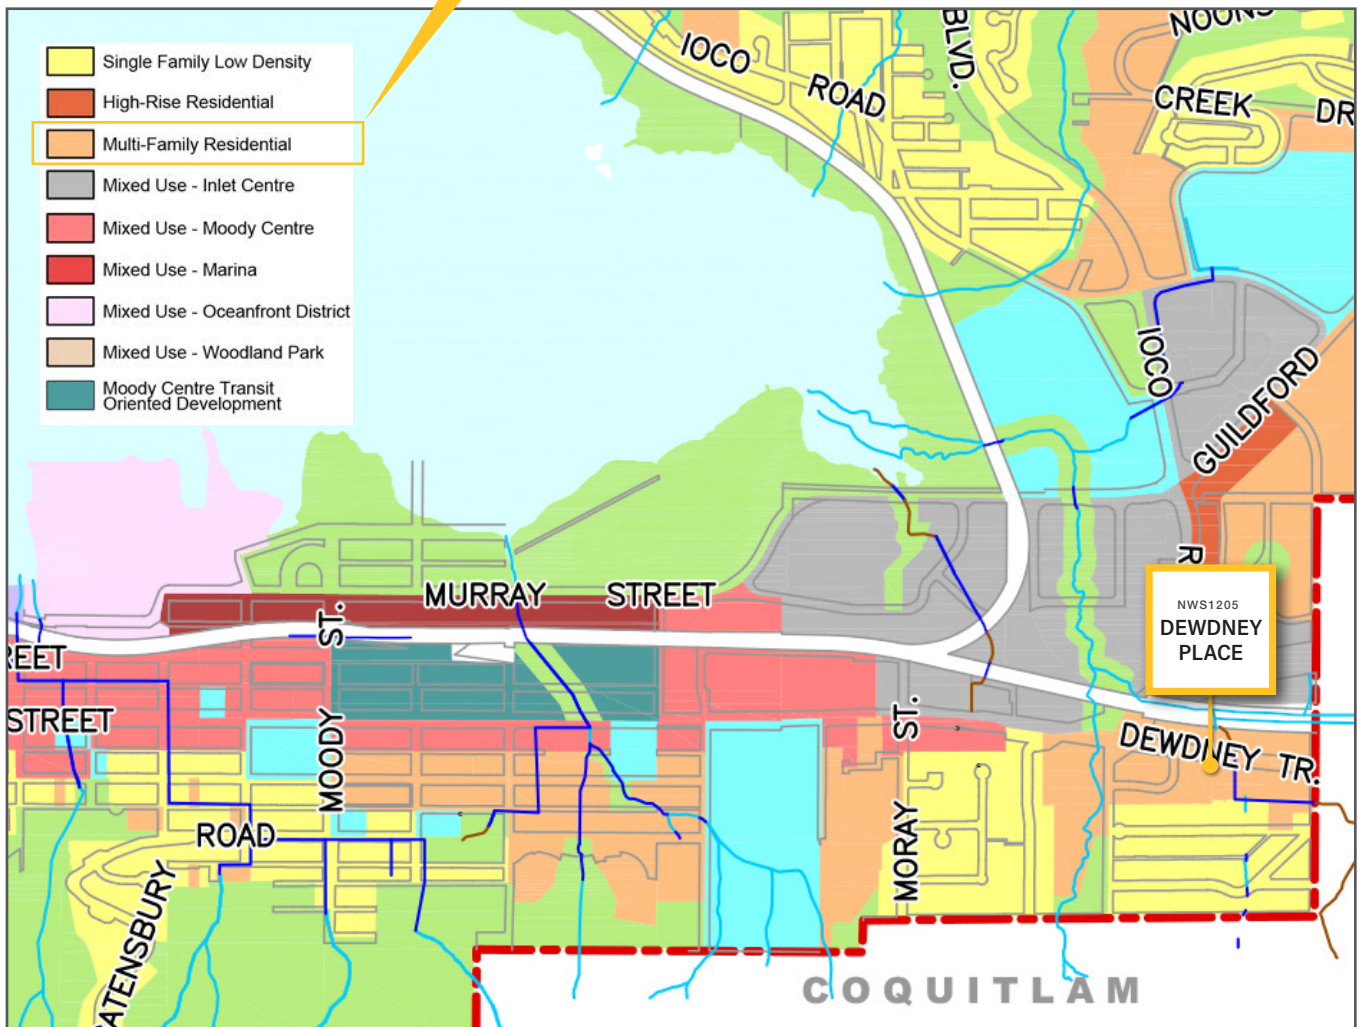 Single Family Low Density
High-Rise Residential
Multi-Family Residential
Mixed Use - Inlet Centre
Mixed Use - Moody Centre
Mixed Use - Marina
Mixed Use - Oceanfront District
Mixed Use - Woodland Park
Moody Centre Transit
Oriented Development
IOCO
ROAD
BLVD.
NOONS
CREEK
DR
IOCO
GUILDFORD
R
MURRAY STREET
NWS1205
DEWDNEY
PLACE
ST.
REET
STREET
MOODY
ST.
MORAY
DEWDNEY TR.
ROAD
ATENSBURY
COQUITLAM